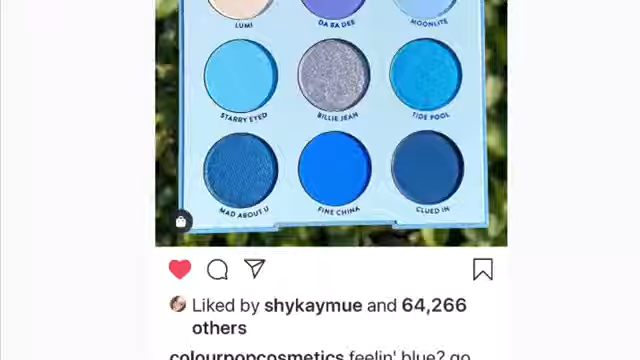 LUMI DA BA DEE MOONLITE
STARRY EYED BILLIE JEAN TIDE POOL
MAD ABOUT U FINE CHINA CLUED IN
Liked by shykaymue and 64,266
others
colourpopcosmetics feelin' blue? go